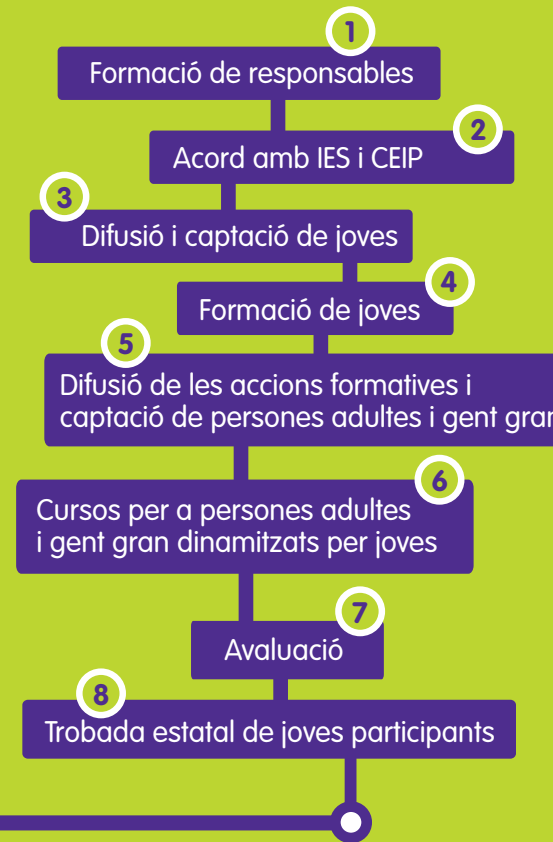 1
Formació de responsables
2
Acord amb IES i CEIP
3
Difusió i captació de joves
4
Formació de joves
5
Difusió de les accions formatives i
captació de persones adultes i gent gran
6
Cursos per a persones adultes
i gent gran dinamitzats per joves
7
Avaluació
8
Trobada estatal de joves participants